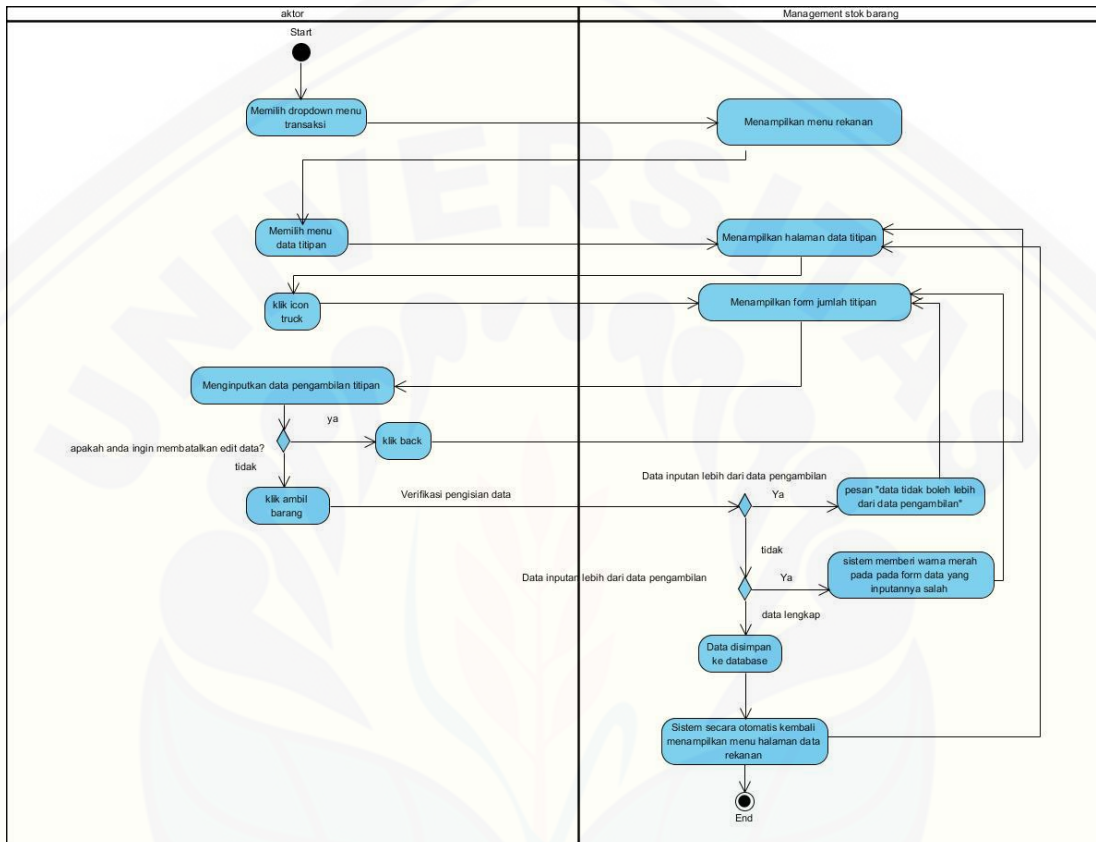 aktor
Management stok barang
Start
Memilih dropdown menu
transaksi
Menampilkan menu rekanan
Memilih menu
data titipan
Menampilkan halaman data titipan
klik icon
truck
Menampilkan form jumlah titipan
Menginputkan data pengambilan titipan
ya
apakah anda ingin membatalkan edit data?
klik back
tidak
klik ambil
barang
Verifikasi pengisian data
Data inputan lebih dari data pengambilan
Ya
pesan "data tidak boleh lebih
dari data pengambilan"
tidak
Data inputan lebih dari data pengambilan
Ya
sistem memberi warna merah
pada pada form data yang
inputannya salah
data lengkap
Data disimpan
ke database
Sistem secara otomatis kembali
menampilkan menu halaman data
rekanan
End
UNIVERSITAS